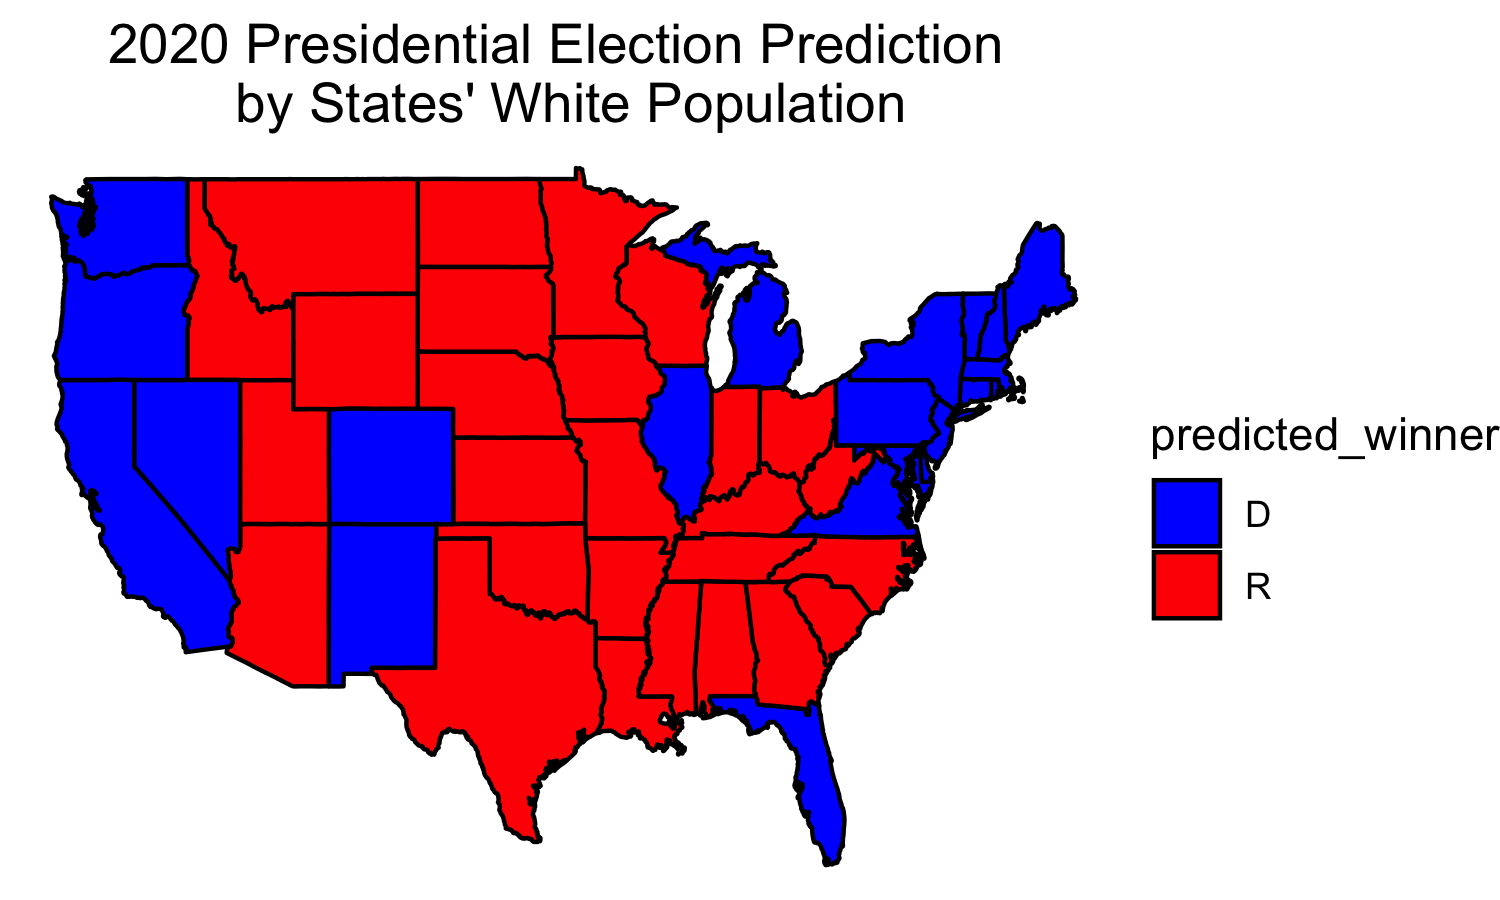 2020 Presidential Election Prediction
by States' White Population
predicted_winner
D
R